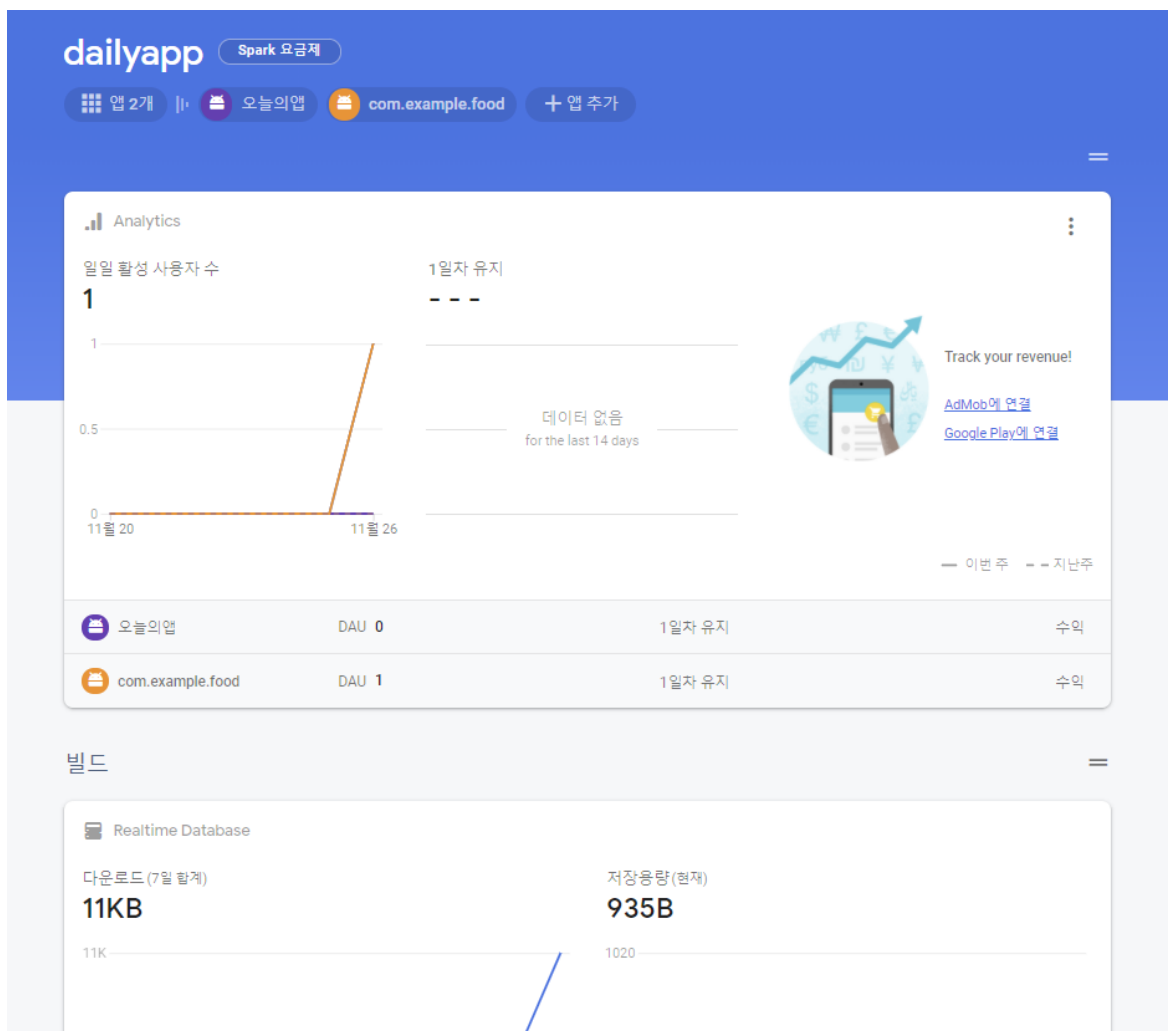 dailyapp Spark 요금제
앱 2개 오늘의앱 com.example.food + 앱 추가
Analytics
일일 활성 사용자 수
1
1일차 유지
- - -
1
0.5
0
11월 20 11월 26
데이터 없음
for the last 14 days
Track your revenue!
AdMob에 연결
Google Play에 연결
이번 주 지난주
오늘의앱 DAU 0 1일차 유지 수익
com.example.food DAU 1 1일차 유지 수익
빌드
Realtime Database
다운로드 (7일 합계)
11KB
11K
저장용량 (현재)
935B
1020